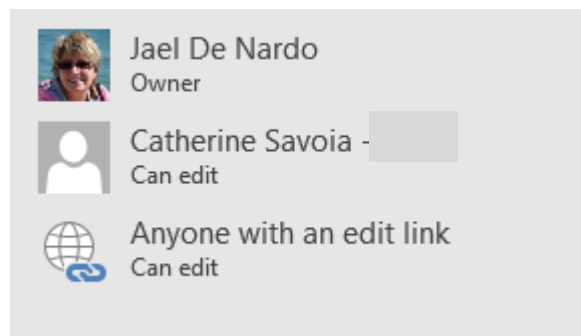 Jael De Nardo
Owner
Catherine Savoia -
Can edit
Anyone with an edit link
Can edit